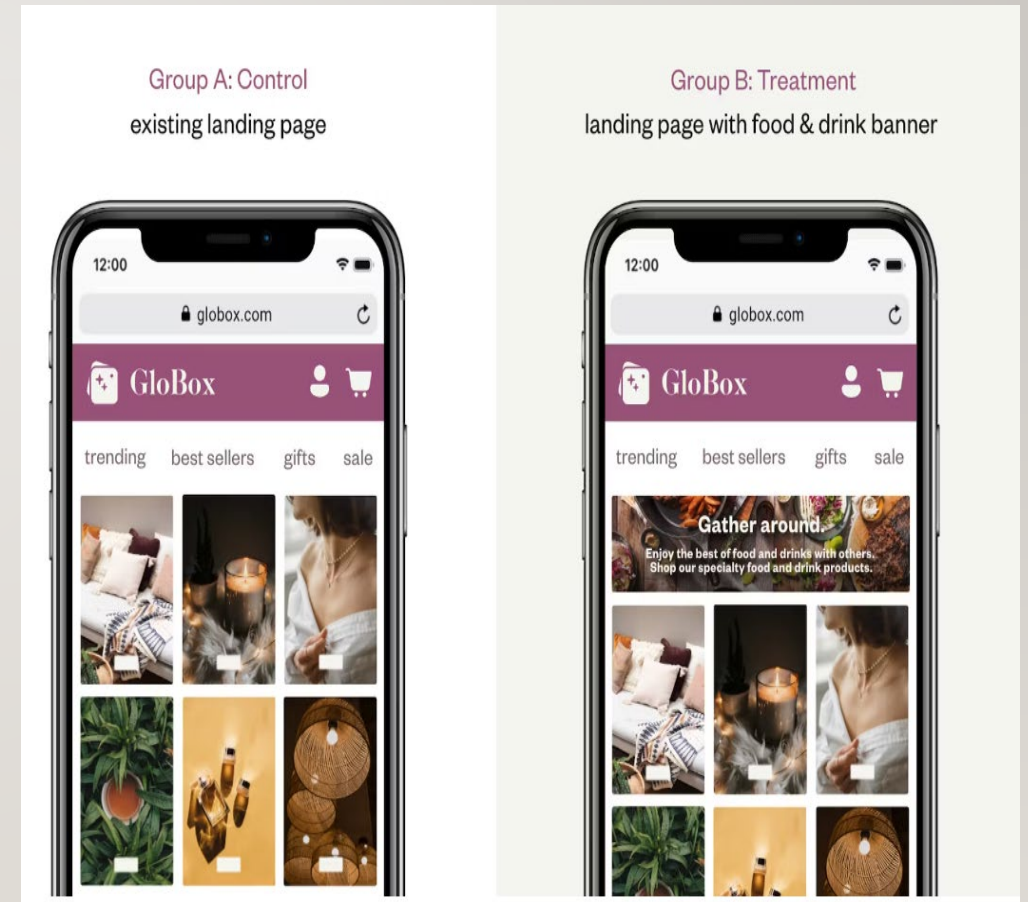 Group A: Control
existing landing page
12:00
globox.com
GloBox
trending best sellers gifts sale
Group B: Treatment
landing page with food & drink banner
12:00
globox.com
GloBox
trending best sellers gifts sale
Gather around.
Enjoy the best of food and drinks with others.
Shop our specialty food and drink products.